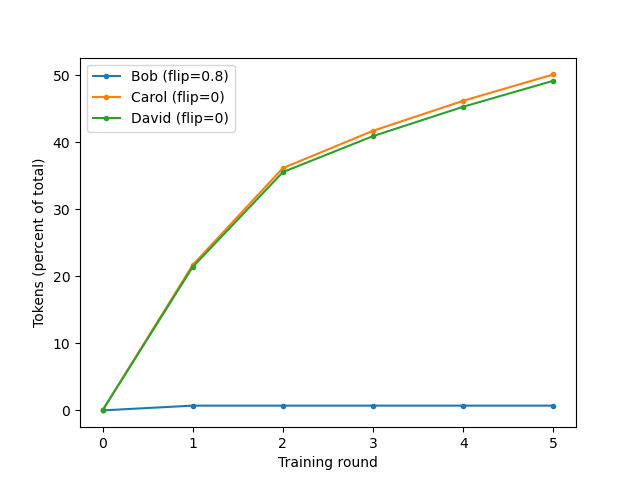 Bob (flip=0.8)
Carol (flip=0)
David (flip=0)
50
40
30
20
10
0
Tokens (percent of total)
0 1 2 3 4 5
Training round